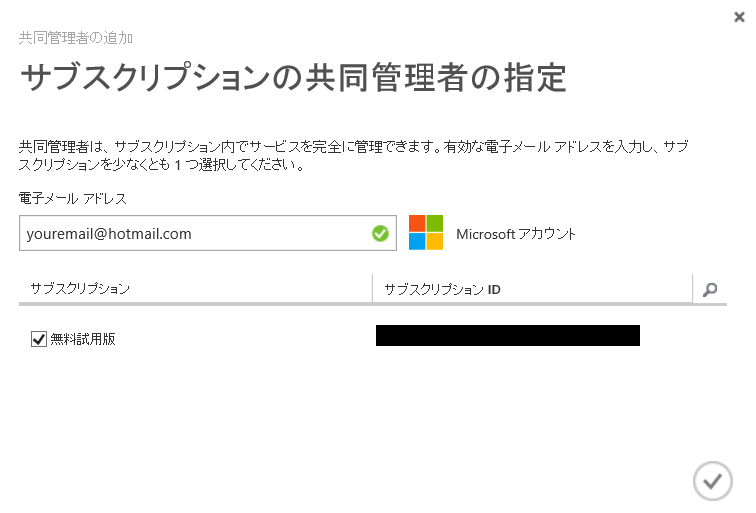 共同管理者の追加
サブスクリプションの共同管理者の指定
共同管理者は、サブスクリプション内でサービスを完全に管理できます。有効な電子メール アドレスを入力し、サブ
スクリプションを少なくとも 1 つ選択してください。
電子メール アドレス
youremail@hotmail.com
Microsoft アカウント
サブスクリプション
サブスクリプション ID
無料試用版